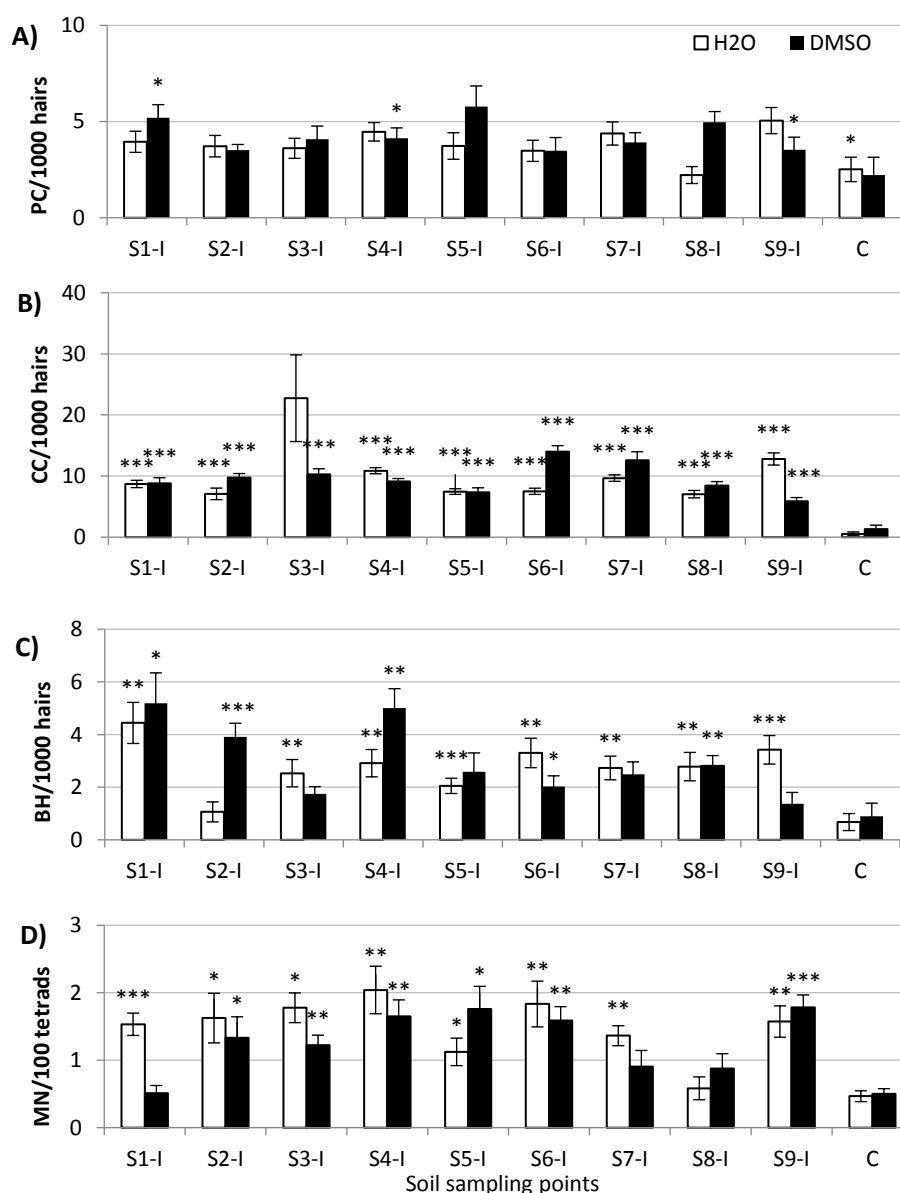 A)
H2O DMSO
PC/1000 hairs
10
5
0
* * * *
S1-I S2-I S3-I S4-I S5-I S6-I S7-I S8-I S9-I C
B)
CC/1000 hairs
40
30
20
10
0
*** *** *** *** *** *** *** *** *** *** *** *** *** *** *** *** ***
S1-I S2-I S3-I S4-I S5-I S6-I S7-I S8-I S9-I C
C)
BH/1000 hairs
8
6
4
2
0
** * *** ** ** ** *** ** * ** ** ** ***
S1-I S2-I S3-I S4-I S5-I S6-I S7-I S8-I S9-I C
D)
MN/100 tetrads
3
2
1
0
*** * * * ** ** ** * * ** ** ** ** ***
S1-I S2-I S3-I S4-I S5-I S6-I S7-I S8-I S9-I C
Soil sampling points